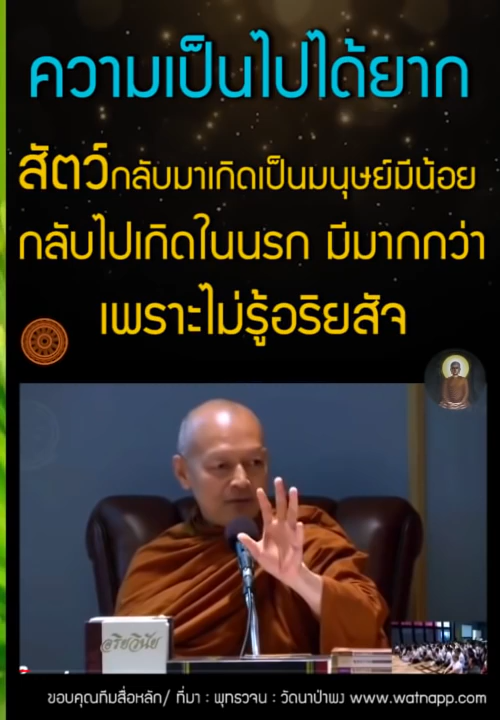 ความเป็นไปได้ยาก
สัตว์กลับมาเกิดเป็นมนุษย์มีน้อย
กลับไปเกิดในนรก มีมากกว่า
เพราะไม่รู้อริยสัจ
อริยวินัย
ขอบคุณทีมสื่อหลัก/ ที่มา : พุทธวจน : วัดนาป่าพง www.watnapp.com